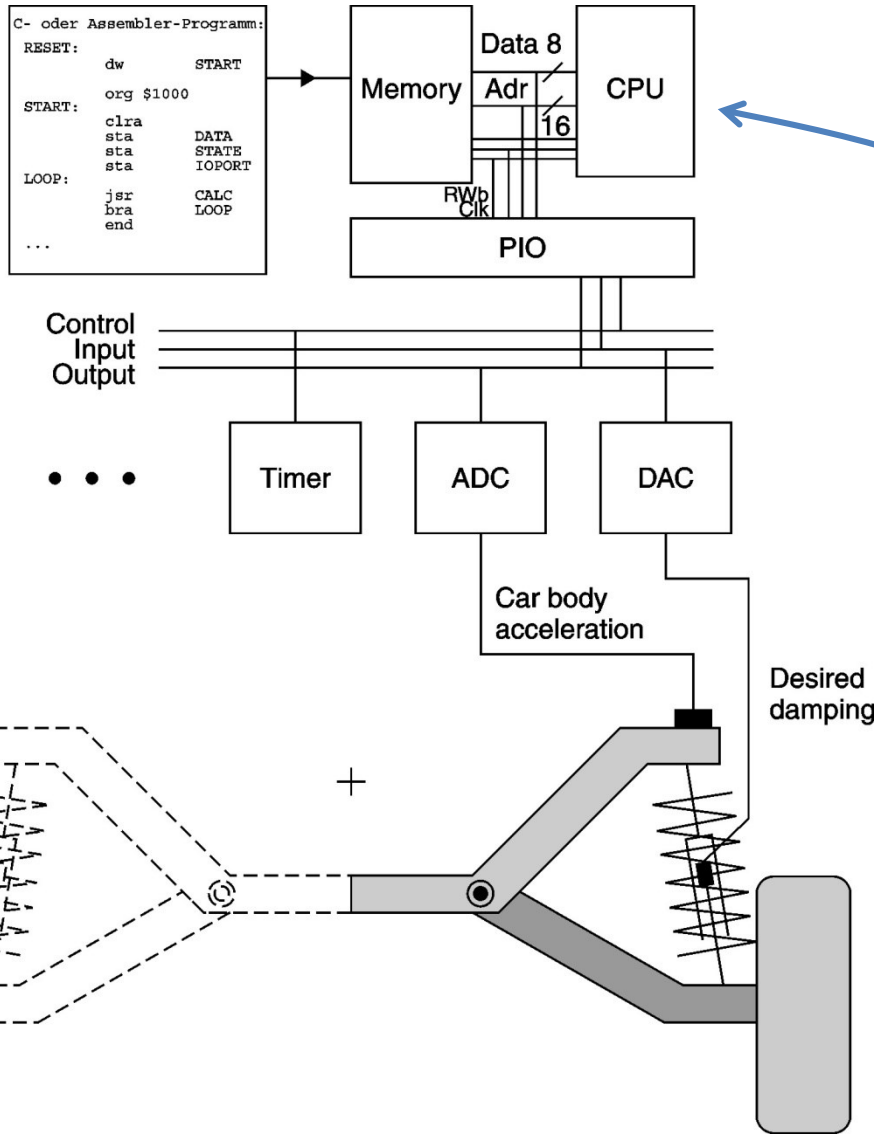 C- oder Assembler-Programm:
RESET:
dw START
org $1000
START:
clra
sta DATA
sta STATE
sta IOPORT
LOOP:
jsr CALC
bra LOOP
end
...
Memory
Data 8
Adr
16
CPU
RWb
Clk
PIO
Control
Input
Output
Timer
ADC
DAC
Car body
acceleration
Desired
damping